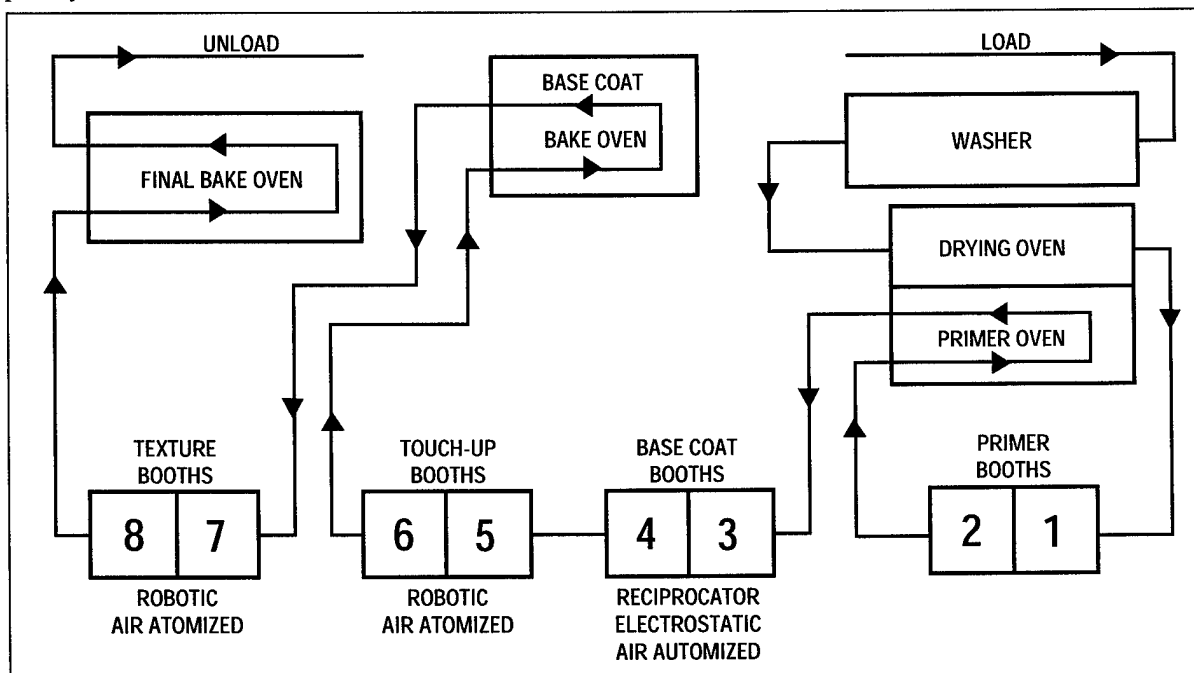 UNLOAD
LOAD
BASE COAT
BAKE OVEN
WASHER
FINAL BAKE OVEN
DRYING OVEN
PRIMER OVEN
TEXTURE
BOOTHS
8 7
ROBOTIC
AIR ATOMIZED
TOUCH-UP
BOOTHS
6 5
ROBOTIC
AIR ATOMIZED
BASE COAT
BOOTHS
4 3
RECIPROCATOR
ELECTROSTATIC
AIR AUTOMIZED
PRIMER
BOOTHS
2 1